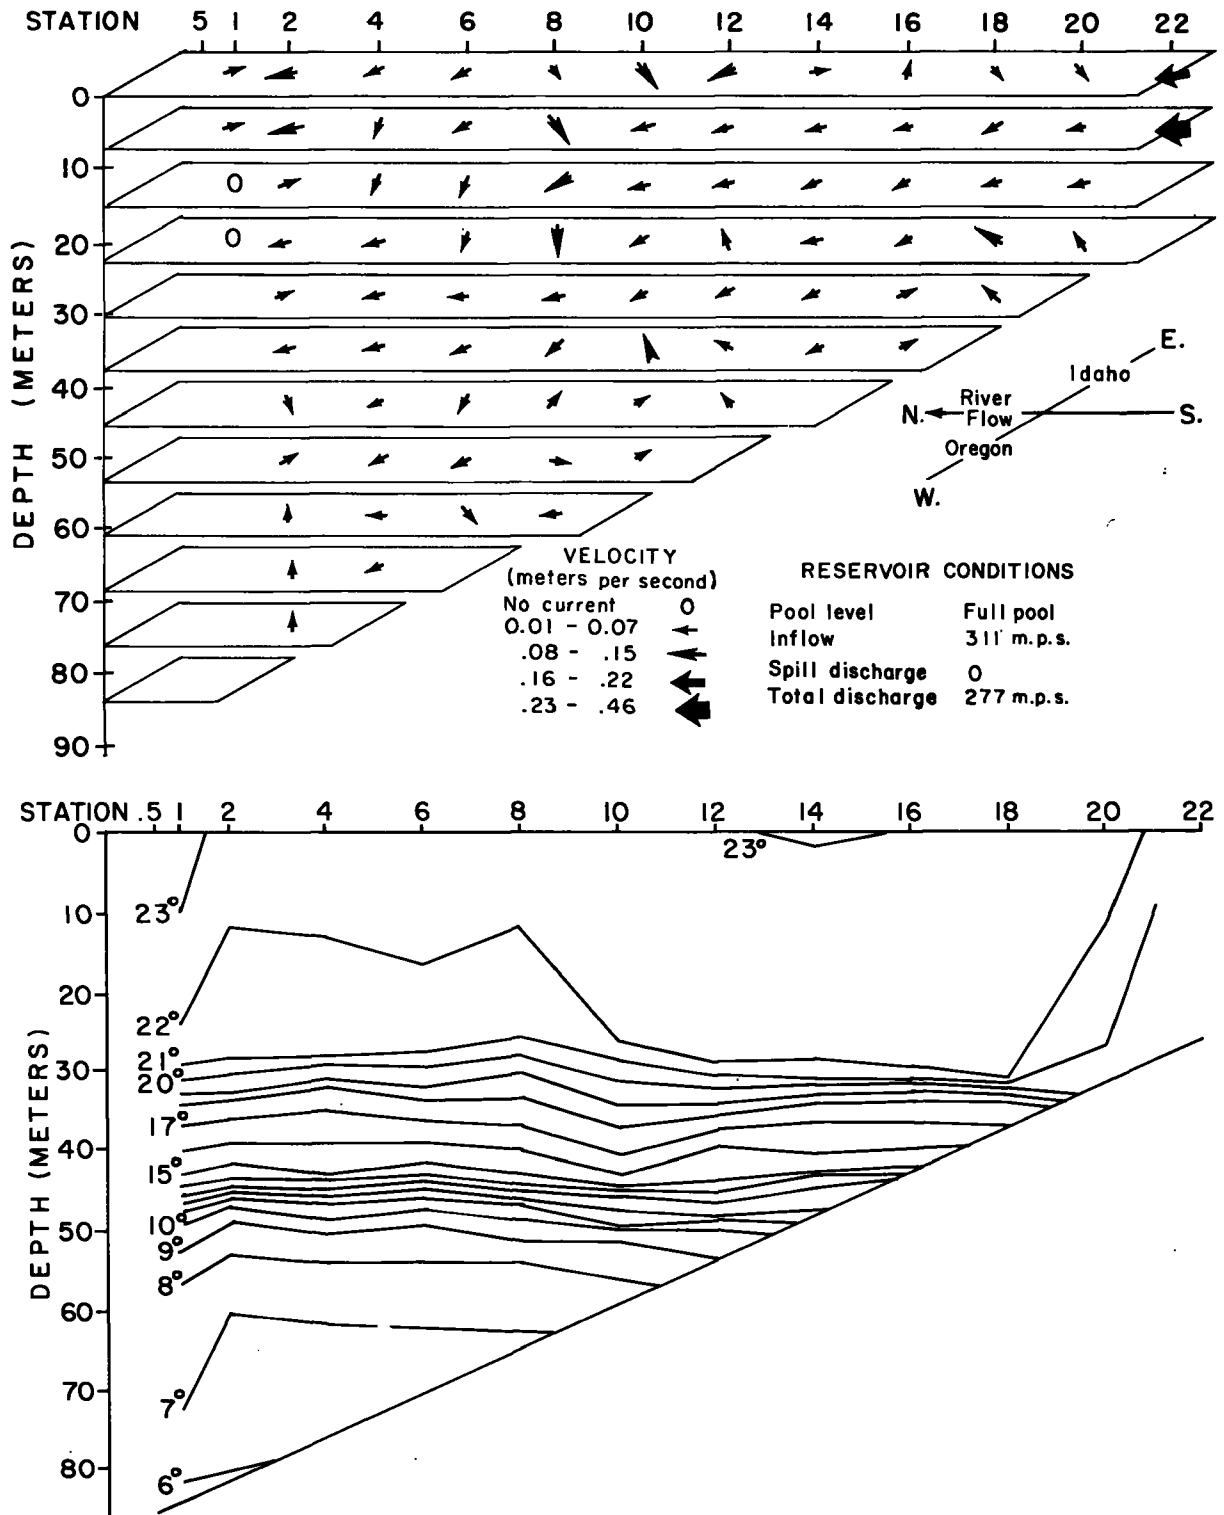 STATION .5 1 2 4 6 8 10 12 14 16 18 20 22
0
10
20
30
40
50
60
70
80
90
DEPTH (METERS)
0
0
E.
Idaho
N. River Flow S.
Oregon
W.
VELOCITY
(meters per second)
No current 0
0.01 - 0.07
.08 - .15
.16 - .22
.23 - .46
RESERVOIR CONDITIONS
Pool level Full pool
Inflow 311 m.p.s.
Spill discharge 0
Total discharge 277 m.p.s.
STATION .5 1 2 4 6 8 10 12 14 16 18 20 22
0
10
20
30
40
50
60
70
80
DEPTH (METERS)
23°
23°
22°
21°
20°
17°
15°
10°
9°
8°
7°
6°